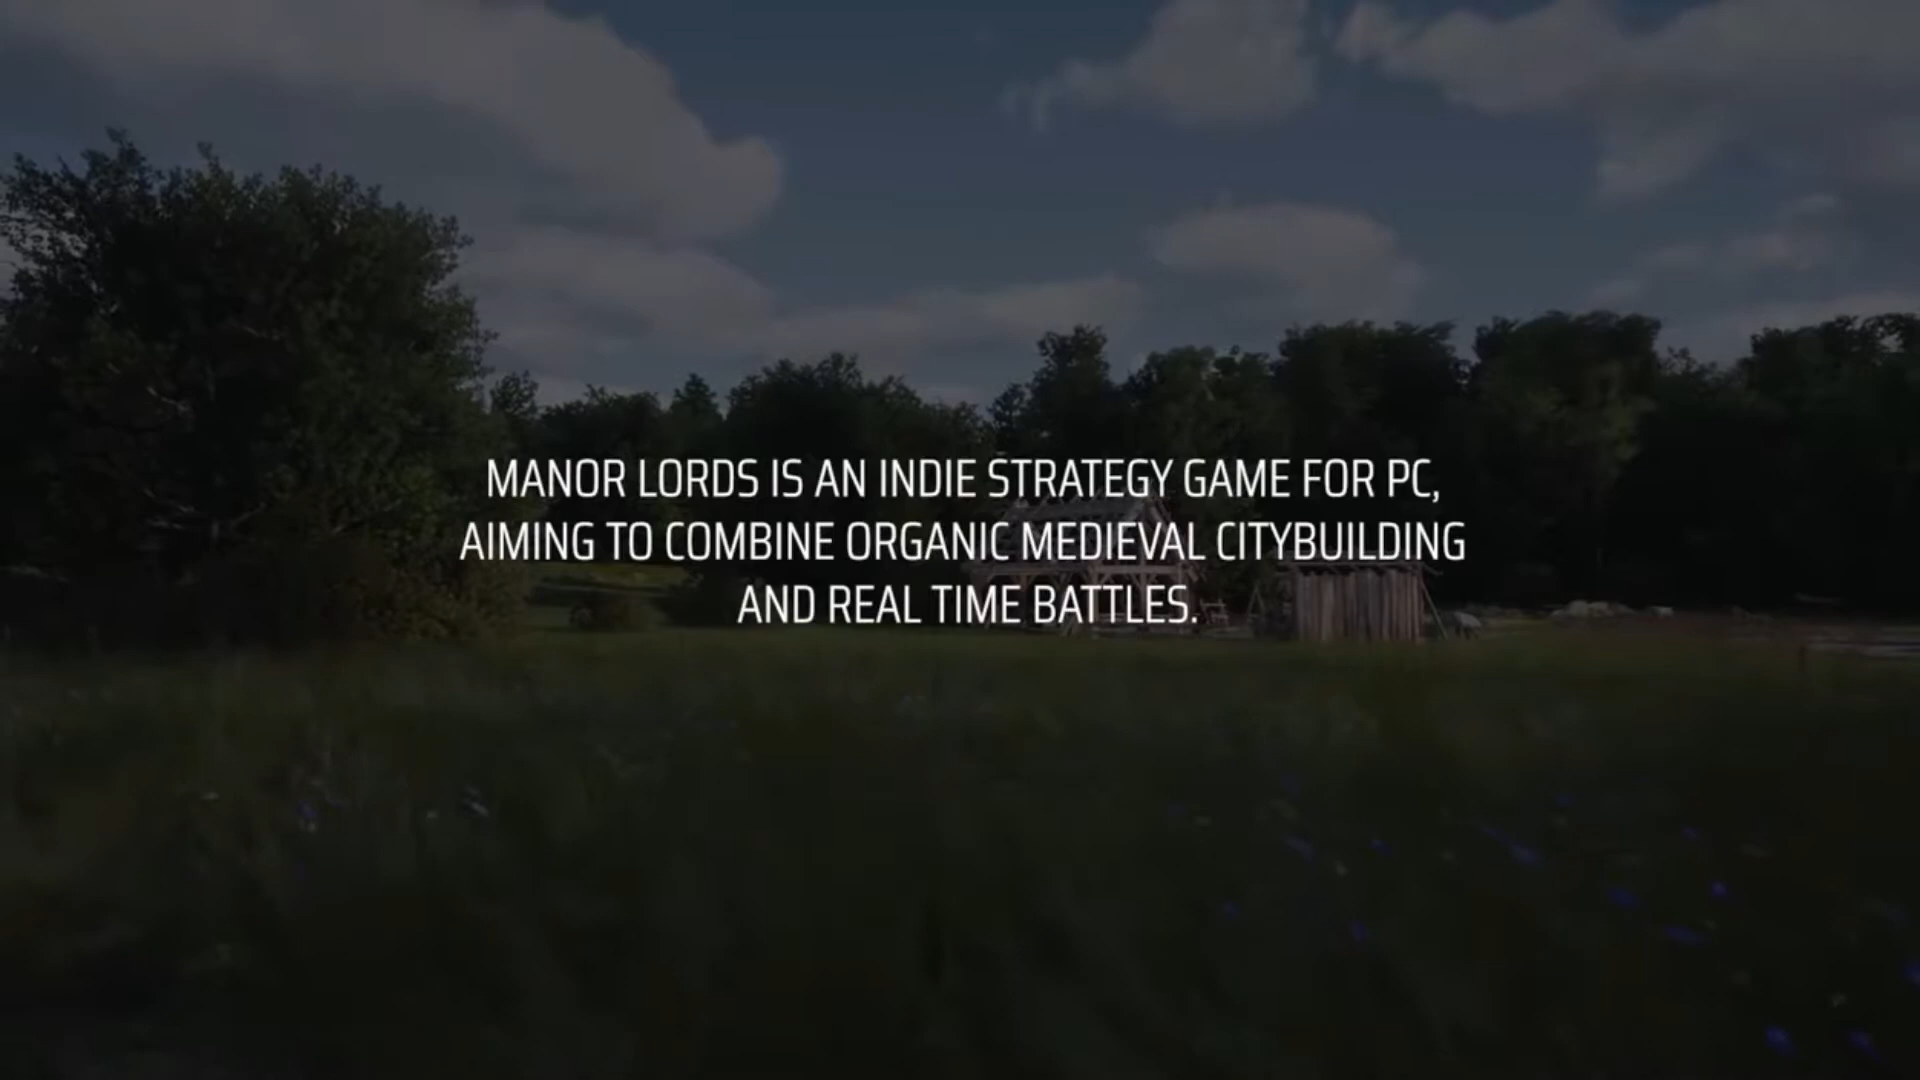 MANOR LORDS IS AN INDIE STRATEGY GAME FOR PC,
AIMING TO COMBINE ORGANIC MEDIEVAL CITYBUILDING
AND REAL TIME BATTLES.